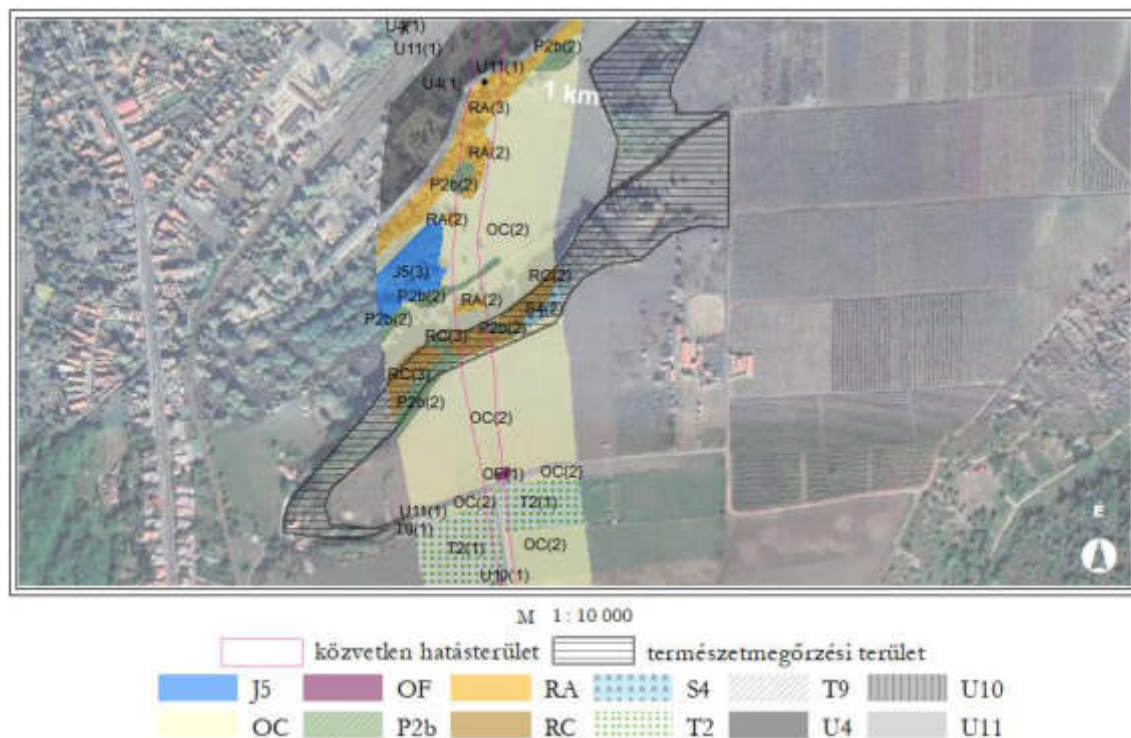 U4(1)
U11(1)
P2b(2)
U11(1)
U4(1)
1 km
RA(3)
RA(2)
P2b(2)
RA(2)
OC(2)
J5(3)
RC(2)
P2b(2)
RA(2)
S4(2)
P2b(2)
P2b(2)
RC(3)
RC(3)
P2b(2)
OC(2)
OF(1)
OC(2)
OC(2)
T2(1)
U11(1)
T9(1)
T2(1)
OC(2)
U10(1)
E
M 1 : 10 000
közvetlen hatásterület
természetmegőrzési terület
J5 OF RA S4 T9 U10
OC P2b RC T2 U4 U11